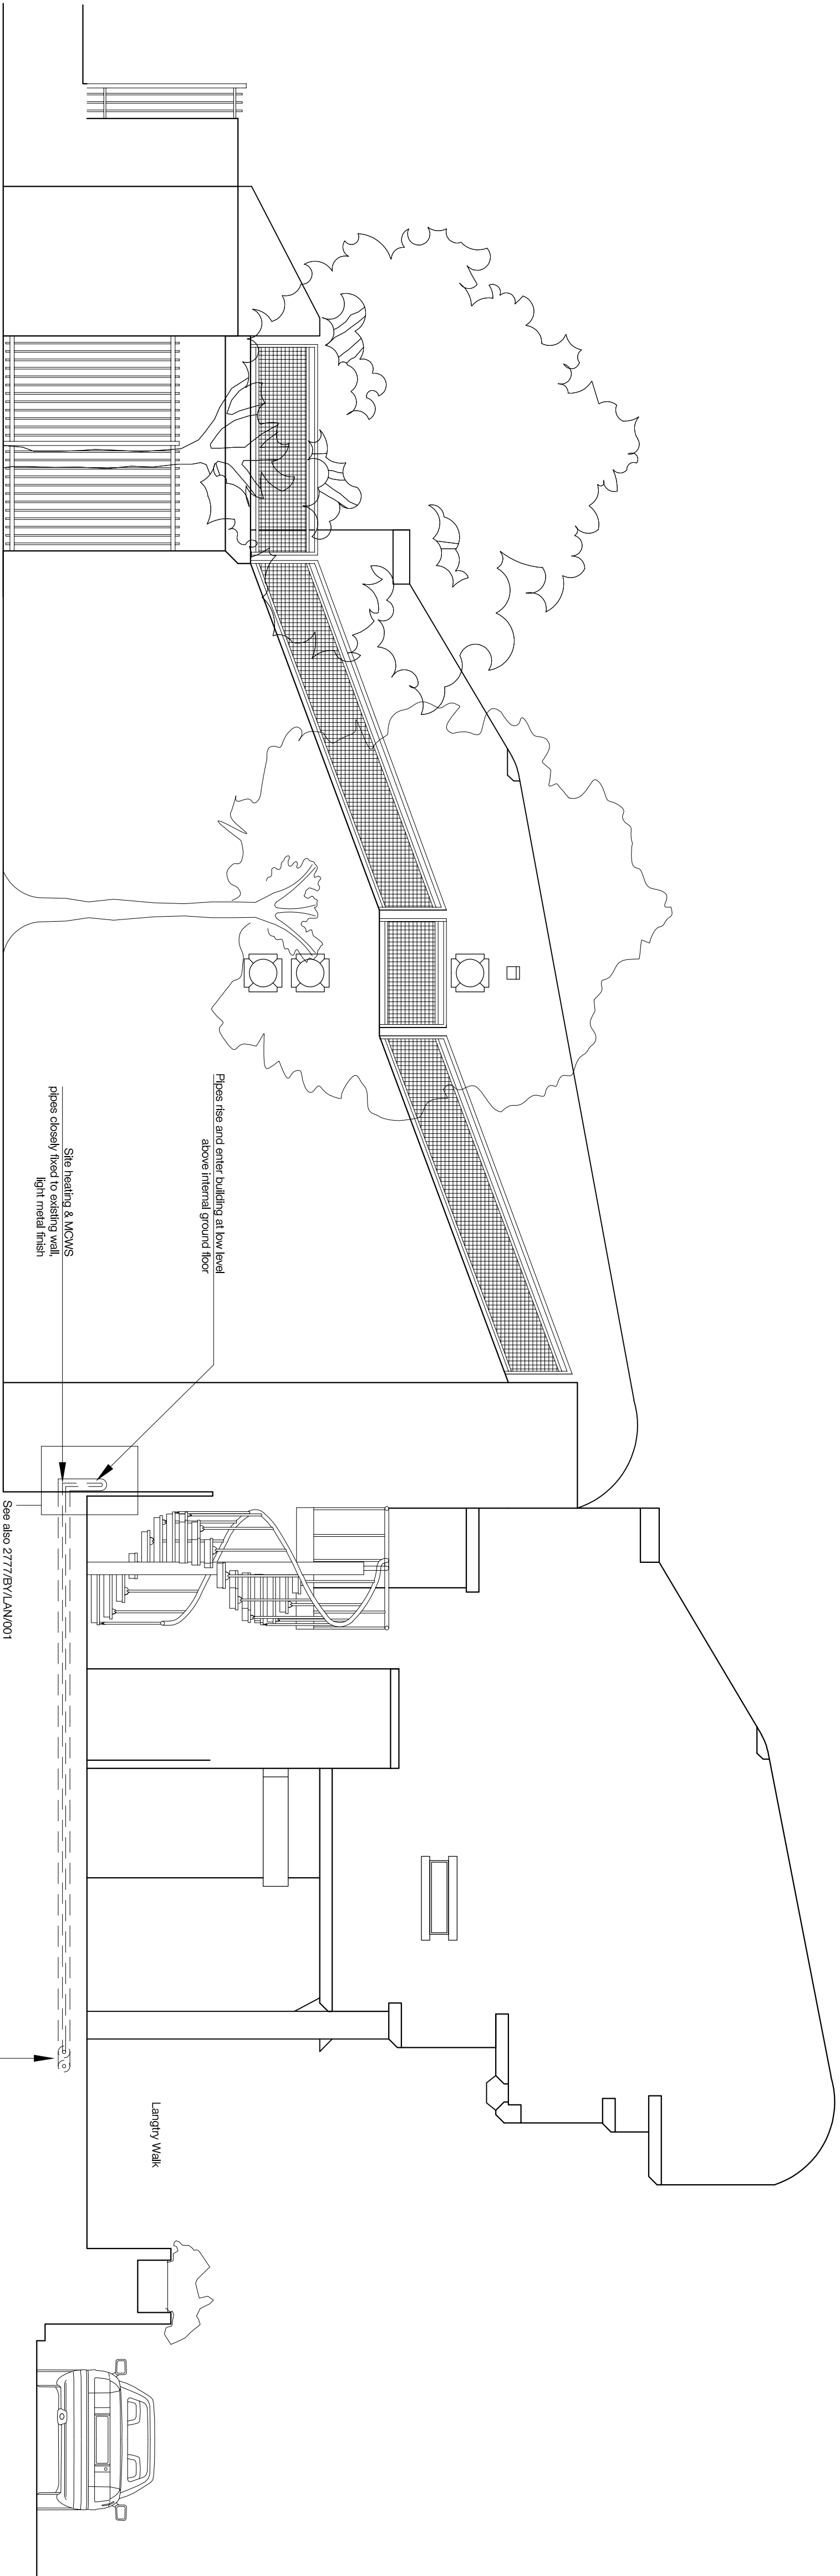 Pipes rise and enter building at low level
above internal ground floor
Site heating & MCWS
pipes closely fixed to existing wall,
light metal finish
See also 2777/BY/LAN/001
Langtry Walk